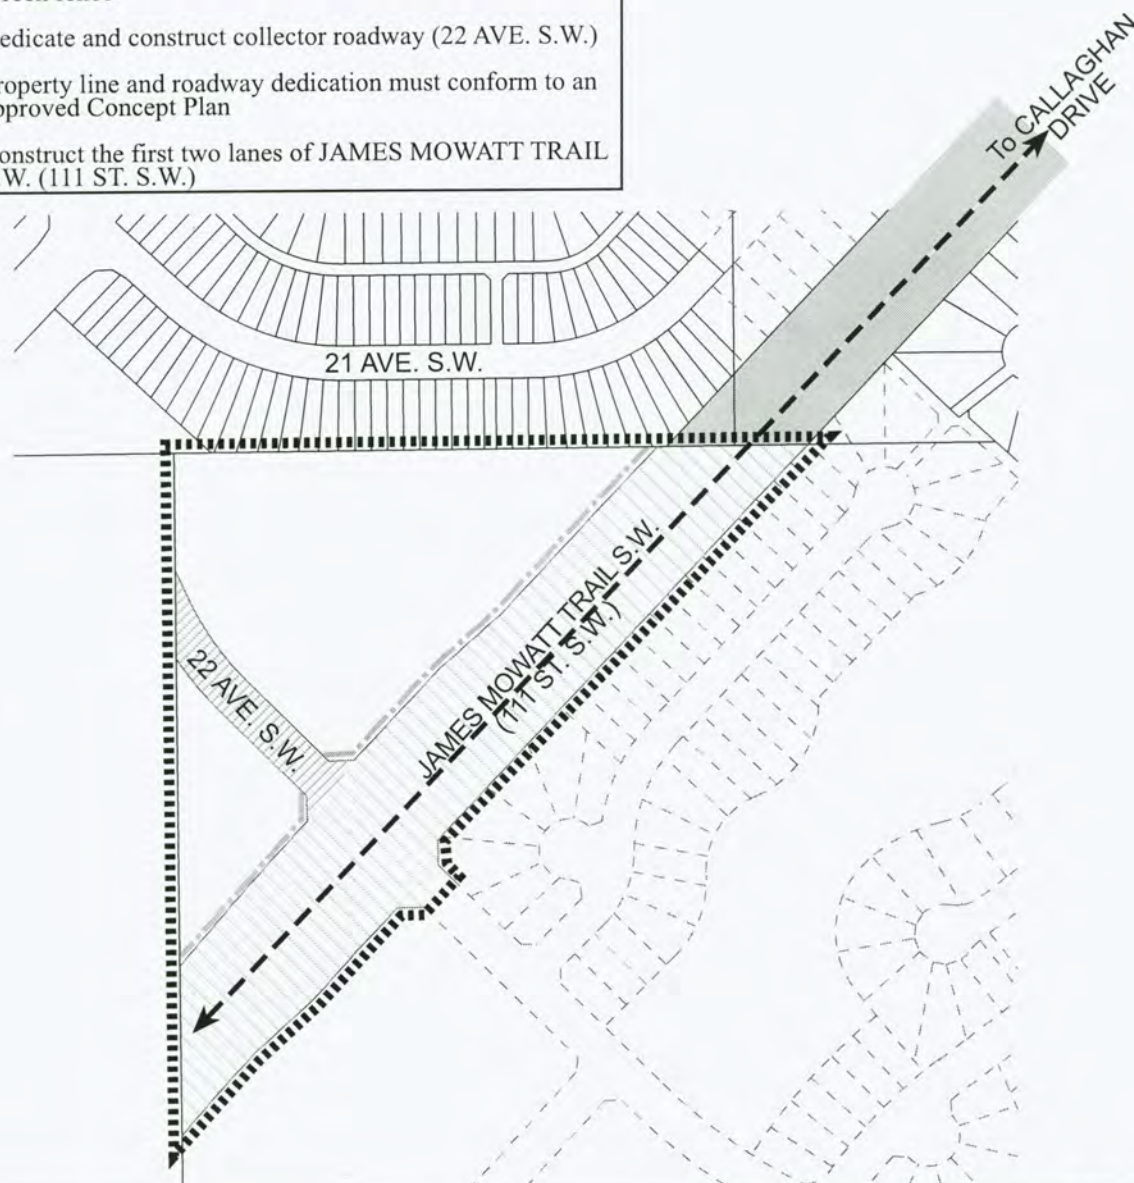 edicate and construct collector roadway (22 AVE. S.W.)
roperty line and roadway dedication must conform to an
pproved Concept Plan
onstruct the first two lanes of JAMES MOWATT TRAIL
.W. (111 ST. S.W.)
To CALLAGHAN
DRIVE
21 AVE. S.W.
JAMES MOWATT TRAIL S.W.
(111 ST. S.W.)
22 AVE. S.W.